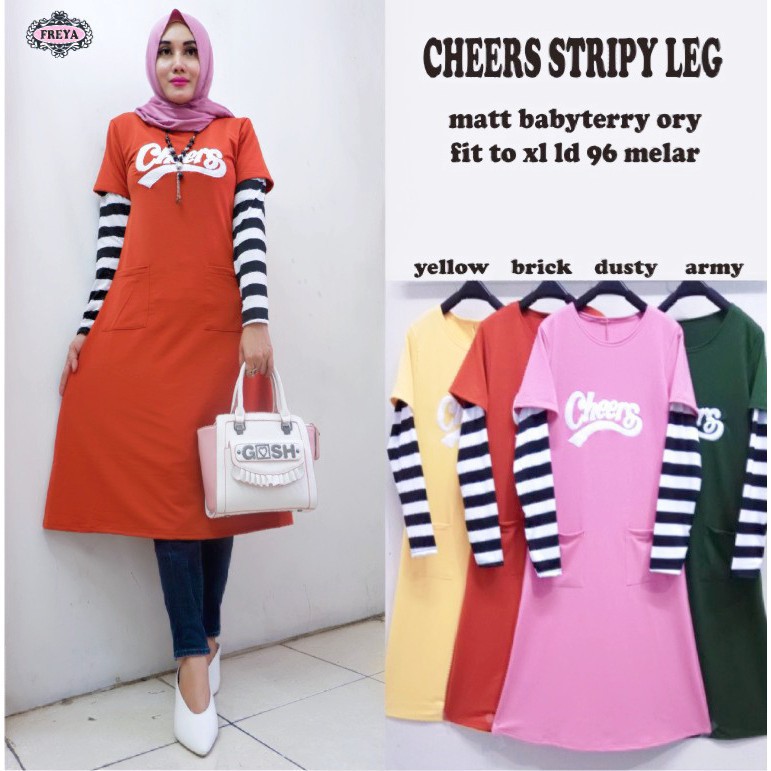 FREYA
CHEERS STRIPY LEG
matt babyterry ory
fit to xl ld 96 melar
yellow brick dusty army
Cheers
GOSH
Cheers